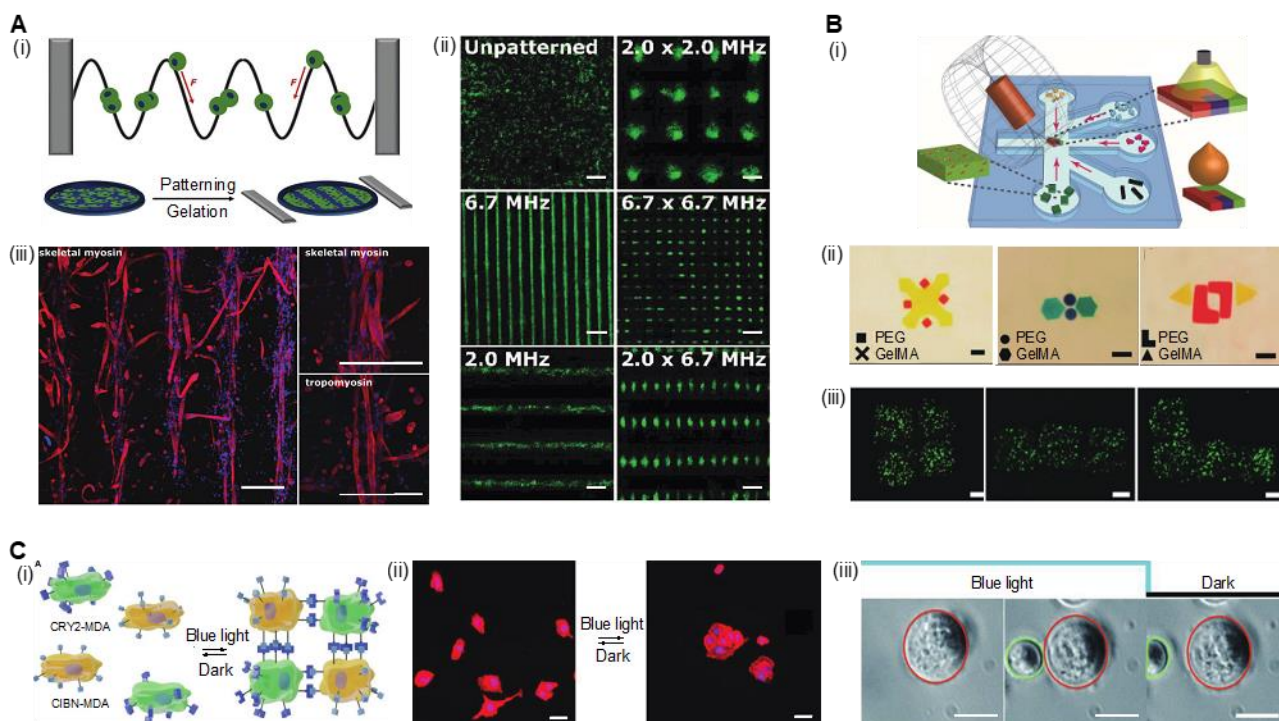 A
(i)
F
F
Patterning
Gelation
(ii)
Unpatterned
2.0 x 2.0 MHz
6.7 MHz
6.7 x 6.7 MHz
2.0 MHz
2.0 x 6.7 MHz
(iii)
skeletal myosin
skeletal myosin
tropomyosin
B
(i)
(ii)
PEG
GelMA
PEG
GelMA
PEG
GelMA
(iii)
C
(i)
A
CRY2-MDA
CIBN-MDA
Blue light
Dark
(ii)
Blue light
Dark
(iii)
Blue light
Dark